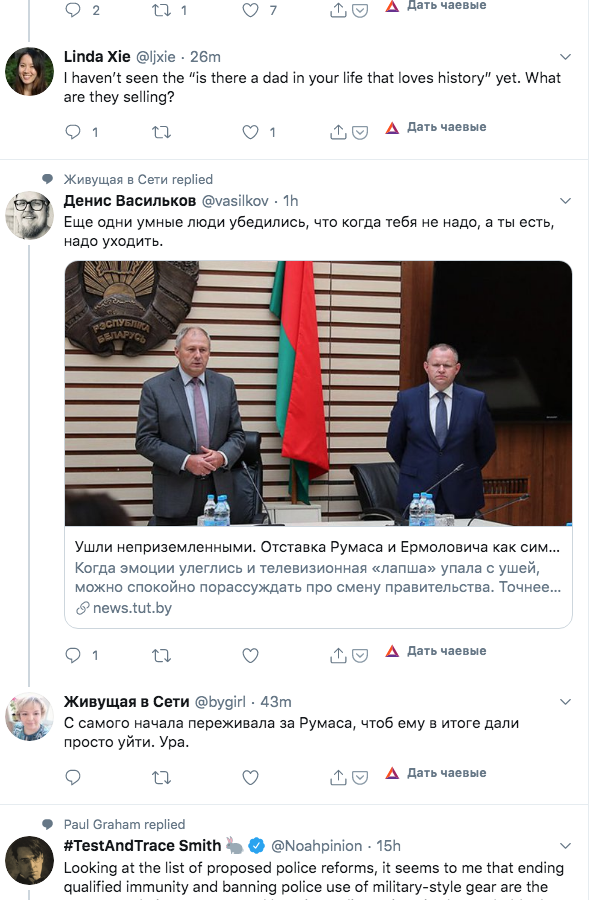 2 1 7 Дать чаевые
Linda Xie @ljxie · 26m
I haven’t seen the “is there a dad in your life that loves history” yet. What
are they selling?
1 1 Дать чаевые
Живущая в Сети replied
Денис Васильков @vasilkov · 1h
Еще одни умные люди убедились, что когда тебя не надо, а ты есть,
надо уходить.
РЭСПУБЛІКА
БЕЛАРУСЬ
Ушли неприземленными. Отставка Румаса и Ермоловича как сим...
Когда эмоции улеглись и телевизионная «лапша» упала с ушей,
можно спокойно порассуждать про смену правительства. Точнее...
news.tut.by
1 Дать чаевые
Живущая в Сети @bygirl · 43m
С самого начала переживала за Румаса, чтоб ему в итоге дали
просто уйти. Ура.
Дать чаевые
Paul Graham replied
#TestAndTrace Smith @Noahpinion · 15h
Looking at the list of proposed police reforms, it seems to me that ending
qualified immunity and banning police use of military-style gear are the